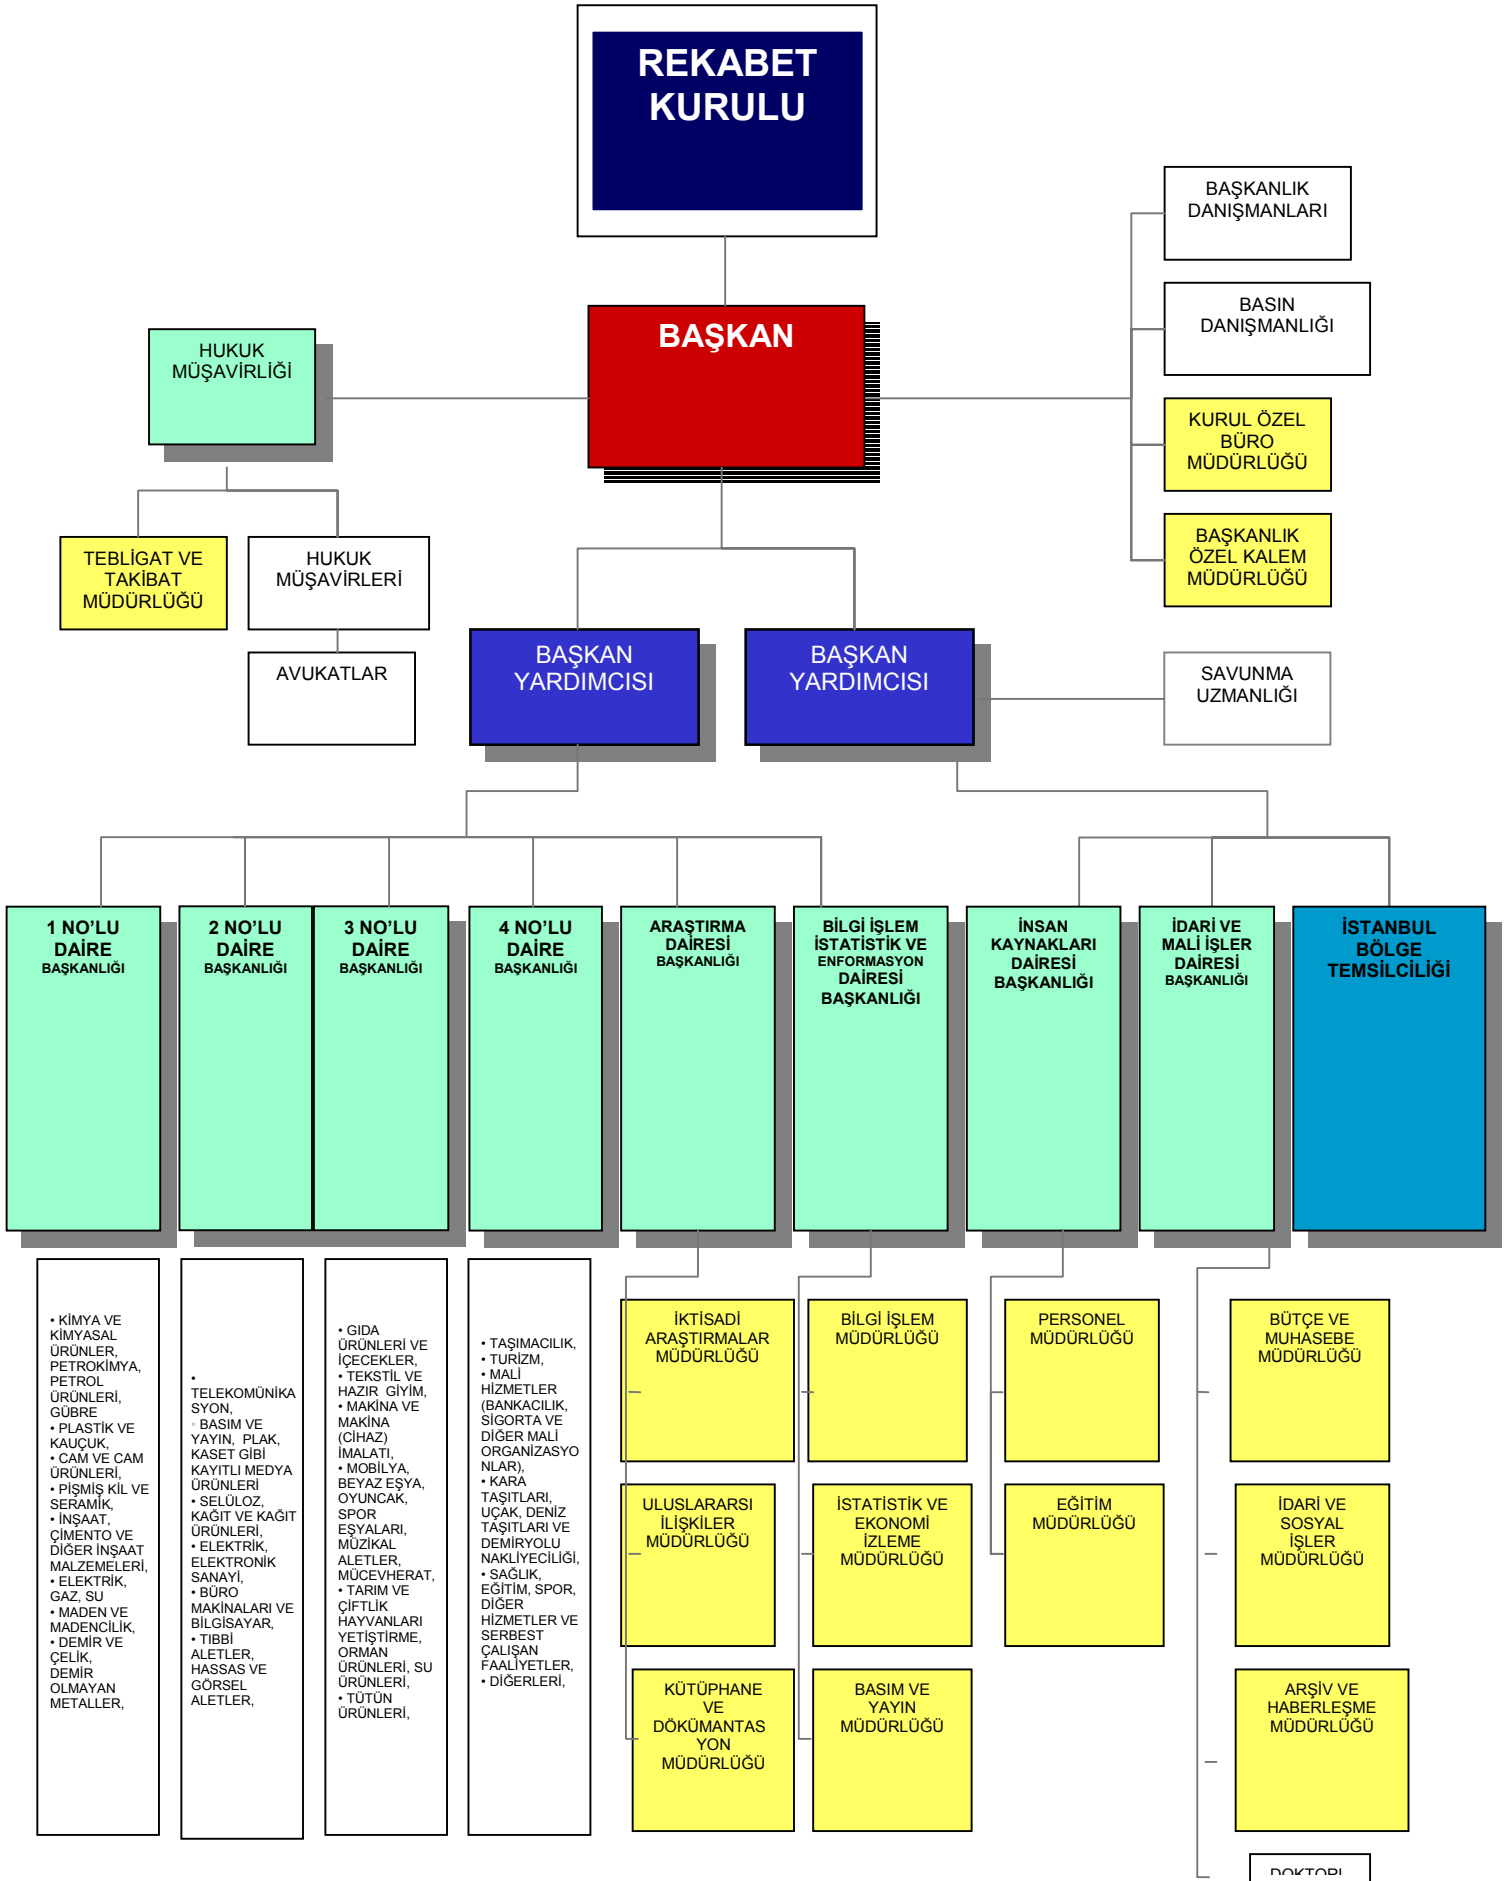 REKABET
KURULU
BAŞKANLIK
DANIŞMANLARI
BASIN
DANIŞMANLIĞI
BAŞKAN
HUKUK
MÜŞAVİRLİĞİ
KURUL ÖZEL
BÜRO
MÜDÜRLÜĞÜ
BAŞKANLIK
ÖZEL KALEM
MÜDÜRLÜĞÜ
TEBLİGAT VE
TAKİBAT
MÜDÜRLÜĞÜ
HUKUK
MÜŞAVİRLERİ
AVUKATLAR
BAŞKAN
YARDIMCISI
BAŞKAN
YARDIMCISI
SAVUNMA
UZMANLIĞI
1 NO’LU
DAİRE
BAŞKANLIĞI
2 NO’LU
DAİRE
BAŞKANLIĞI
3 NO’LU
DAİRE
BAŞKANLIĞI
4 NO’LU
DAİRE
BAŞKANLIĞI
ARAŞTIRMA
DAİRESİ
BAŞKANLIĞI
BİLGİ İŞLEM
İSTATİSTİK VE
ENFORMASYON
DAİRESİ
BAŞKANLIĞI
İNSAN
KAYNAKLARI
DAİRESİ
BAŞKANLIĞI
İDARİ VE
MALİ İŞLER
DAİRESİ
BAŞKANLIĞI
İSTANBUL
BÖLGE
TEMSİLCİLİĞİ
• KİMYA VE
KİMYASAL
ÜRÜNLER,
PETROKİMYA,
PETROL
ÜRÜNLERİ,
GÜBRE
• PLASTİK VE
KAUÇUK,
• CAM VE CAM
ÜRÜNLERİ,
• PİŞMİŞ KİL VE
SERAMİK,
• İNŞAAT,
ÇİMENTO VE
DİĞER İNŞAAT
MALZEMELERİ,
• ELEKTRİK,
GAZ, SU
• MADEN VE
MADENCİLİK,
• DEMİR VE
ÇELİK,
DEMİR
OLMAYAN
METALLER,
•
TELEKOMÜNİKA
SYON,
• BASIM VE
YAYIN, PLAK,
KASET GİBİ
KAYITLI MEDYA
ÜRÜNLERİ
• SELÜLOZ,
KAĞIT VE KAĞIT
ÜRÜNLERİ,
• ELEKTRİK,
ELEKTRONİK
SANAYİ,
• BÜRO
MAKİNALARI VE
BİLGİSAYAR,
• TIBBİ
ALETLER,
HASSAS VE
GÖRSEL
ALETLER,
• GIDA
ÜRÜNLERİ VE
İÇECEKLER,
• TEKSTİL VE
HAZIR GİYİM,
• MAKİNA VE
MAKİNA
(CİHAZ)
İMALATI,
• MOBİLYA,
BEYAZ EŞYA,
OYUNCAK,
SPOR
EŞYALARI,
MÜZİKAL
ALETLER,
MÜCEVHERAT,
• TARIM VE
ÇİFTLİK
HAYVANLARI
YETİŞTİRME,
ORMAN
ÜRÜNLERİ, SU
ÜRÜNLERİ,
• TÜTÜN
ÜRÜNLERİ,
• TAŞIMACILIK,
• TURİZM,
• MALİ
HİZMETLER
(BANKACILIK,
SİGORTA VE
DİĞER MALİ
ORGANİZASYO
NLAR),
• KARA
TAŞITLARI,
UÇAK, DENİZ
TAŞITLARI VE
DEMİRYOLU
NAKLİYECİLİĞİ,
• SAĞLIK,
EĞİTİM, SPOR,
DİĞER
HİZMETLER VE
SERBEST
ÇALIŞAN
FAALİYETLER,
• DİĞERLERİ,
İKTİSADİ
ARAŞTIRMALAR
MÜDÜRLÜĞÜ
ULUSLARARSI
İLİŞKİLER
MÜDÜRLÜĞÜ
KÜTÜPHANE
VE
DÖKÜMANTAS
YON
MÜDÜRLÜĞÜ
BİLGİ İŞLEM
MÜDÜRLÜĞÜ
İSTATİSTİK VE
EKONOMİ
İZLEME
MÜDÜRLÜĞÜ
BASIM VE
YAYIN
MÜDÜRLÜĞÜ
PERSONEL
MÜDÜRLÜĞÜ
EĞİTİM
MÜDÜRLÜĞÜ
BÜTÇE VE
MUHASEBE
MÜDÜRLÜĞÜ
İDARİ VE
SOSYAL
İŞLER
MÜDÜRLÜĞÜ
ARŞİV VE
HABERLEŞME
MÜDÜRLÜĞÜ